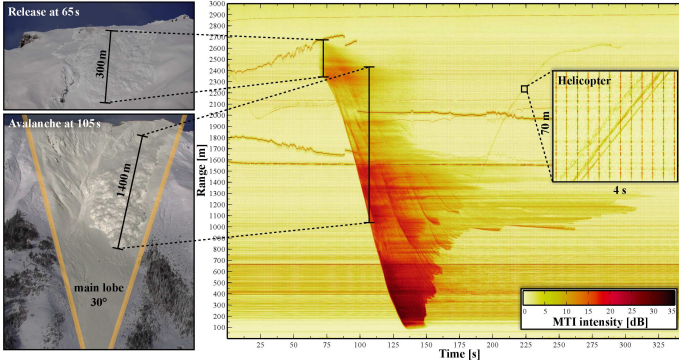 Release at 65s
300m
Avalanche at 105s
1400m
main lobe
30°
Range [m]
3000
2900
2800
2700
2600
2500
2400
2300
2200
2100
2000
1900
1800
1700
1600
1500
1400
1300
1200
1100
1000
900
800
700
600
500
400
300
200
100
Helicopter
70 m
4 s
0 5 10 15 20 25 30 35
MTI intensity [dB]
25 50 75 100 125 150 175 200 225 250 275 300 325
Time [s]